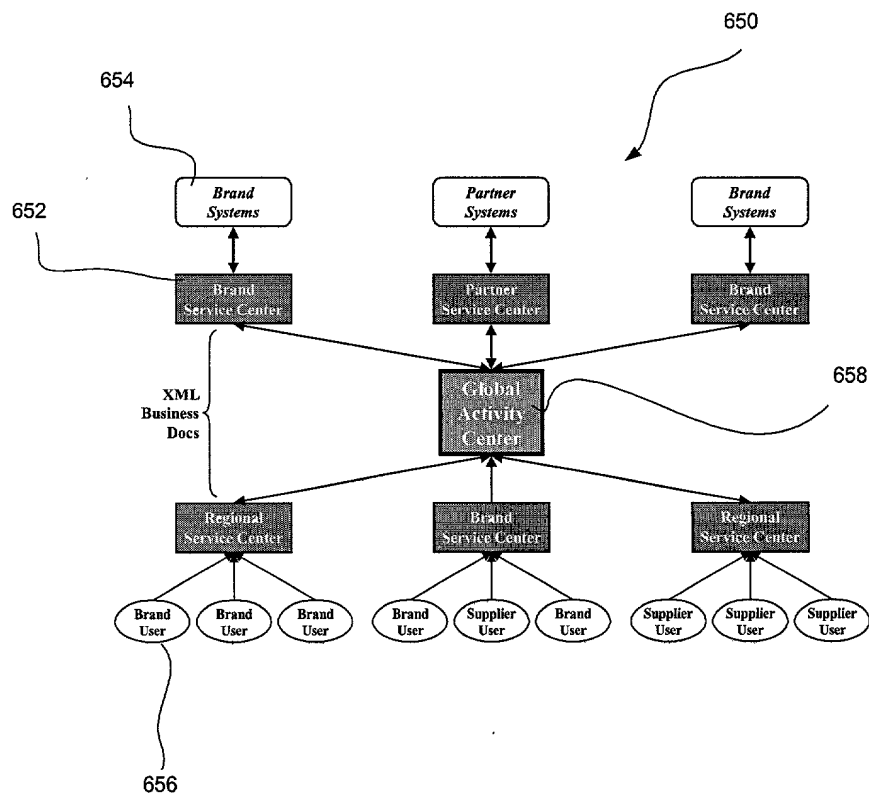 650
654
Brand
Systems
Partner
Systems
Brand
Systems
652
Brand
Service Center
Partner
Service Center
Brand
Service Center
XML
Business
Docs
Global
Activity
Center
658
Regional
Service Center
Brand
Service Center
Regional
Service Center
Brand
User
Brand
User
Brand
User
Brand
User
Supplier
User
Brand
User
Supplier
User
Supplier
User
Supplier
User
656